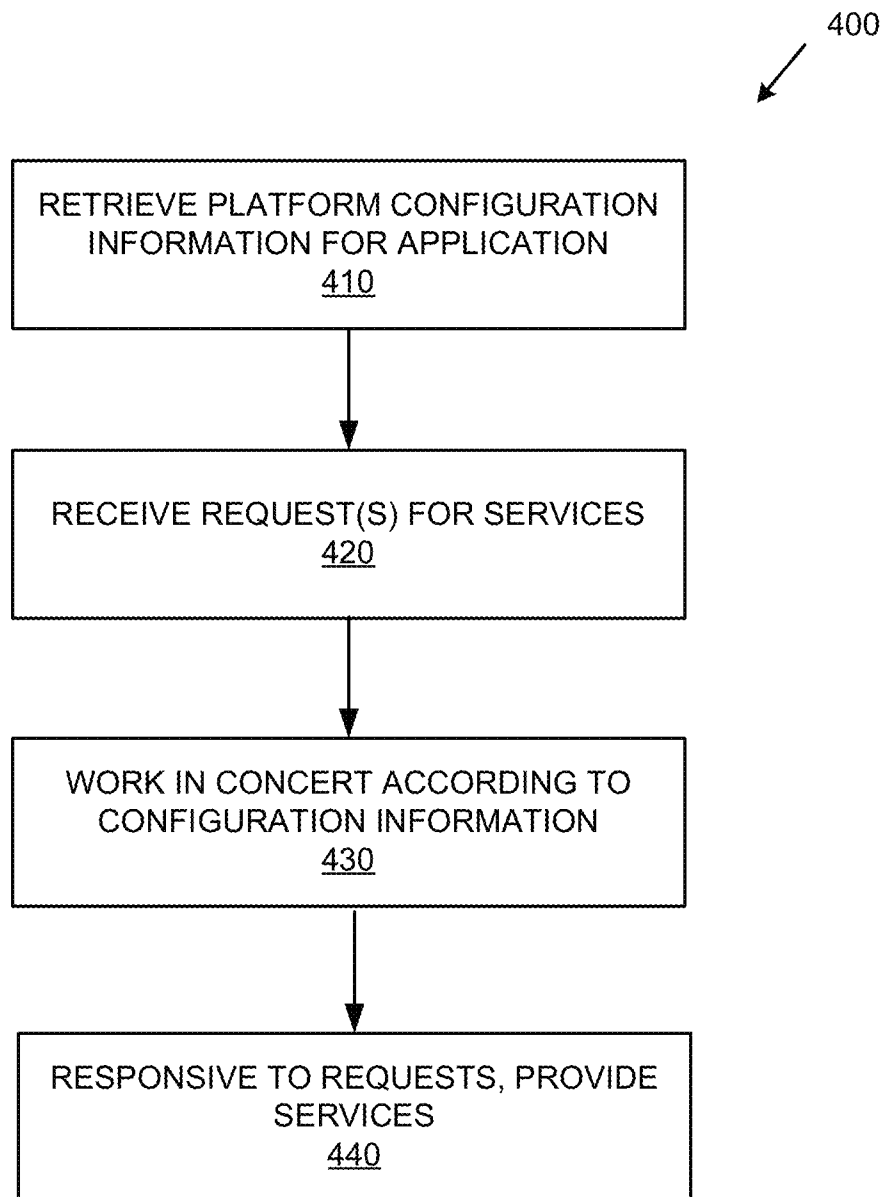 400
RETRIEVE PLATFORM CONFIGURATION
INFORMATION FOR APPLICATION
410
RECEIVE REQUEST(S) FOR SERVICES
420
WORK IN CONCERT ACCORDING TO
CONFIGURATION INFORMATION
430
RESPONSIVE TO REQUESTS, PROVIDE
SERVICES
440